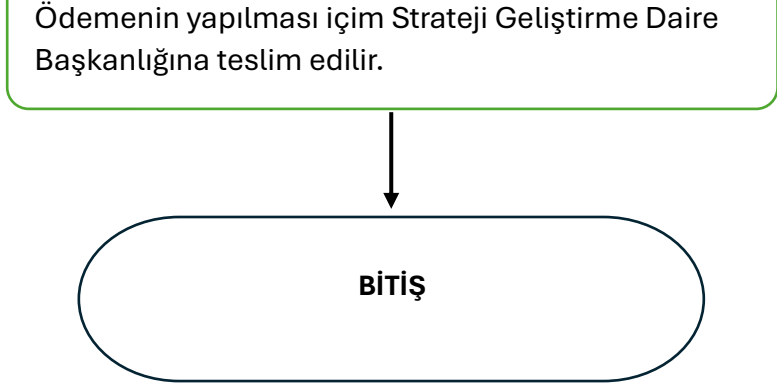 Ödemenin yapılması içim Strateji Geliştirme Daire
Başkanlığına teslim edilir.
BİTİŞ